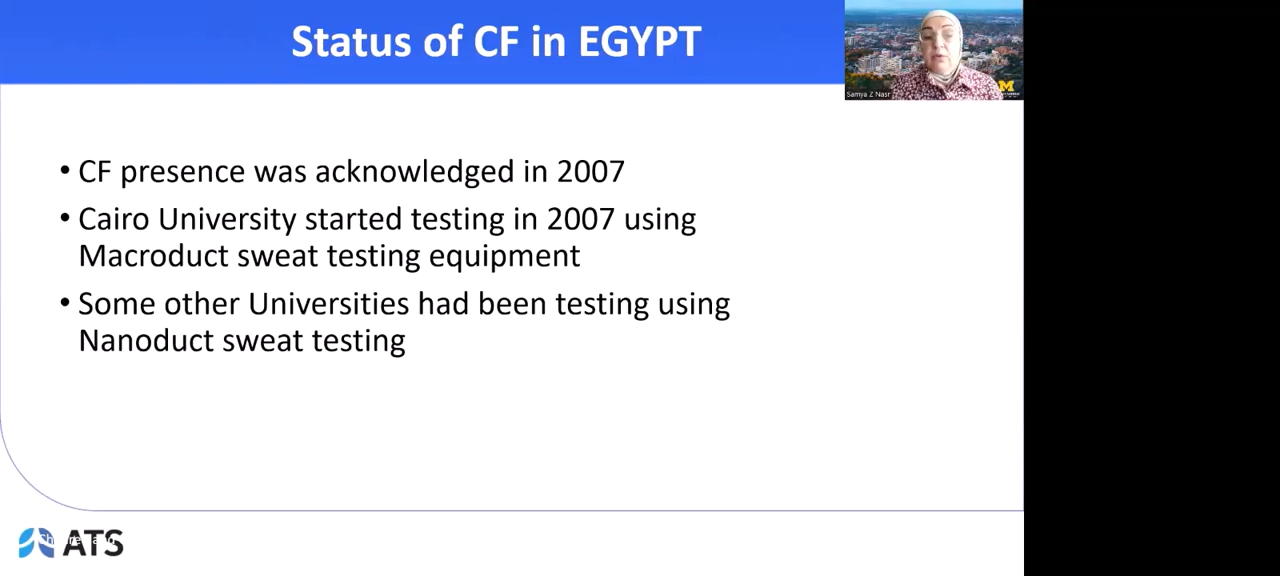 Status of CF in EGYPT
Samya Z Nasr
M
• CF presence was acknowledged in 2007
• Cairo University started testing in 2007 using
Macroduct sweat testing equipment
• Some other Universities had been testing using
Nanoduct sweat testing
ATS